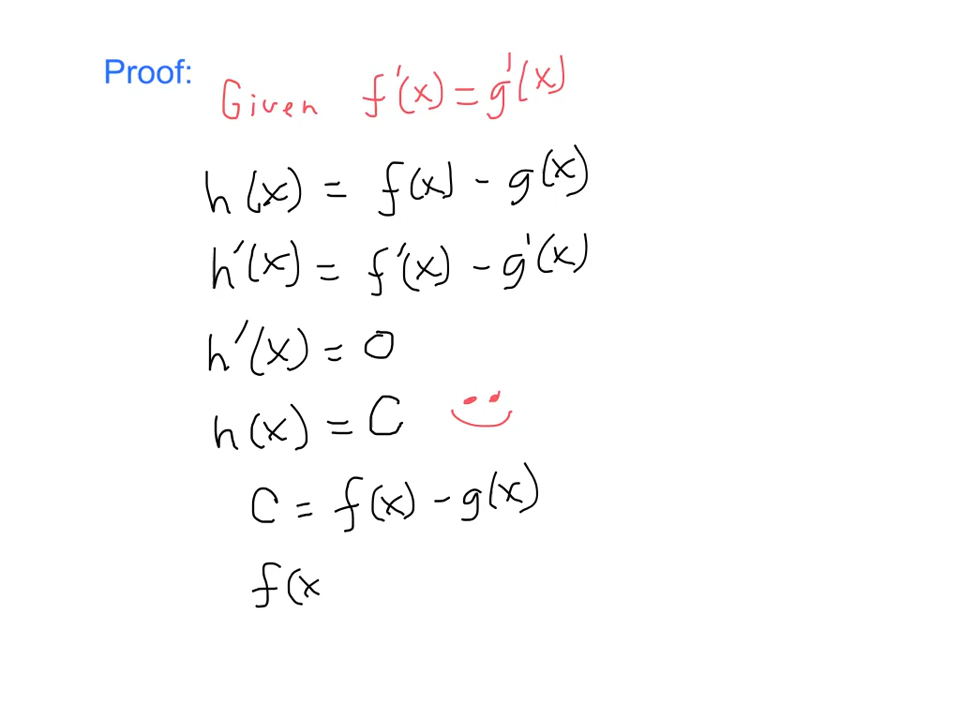 Proof: Given f'(x) = g'(x)
h(x) = f(x) - g(x)
h'(x) = f'(x) - g'(x)
h'(x) = 0
h(x) = C
C = f(x) - g(x)
f(x